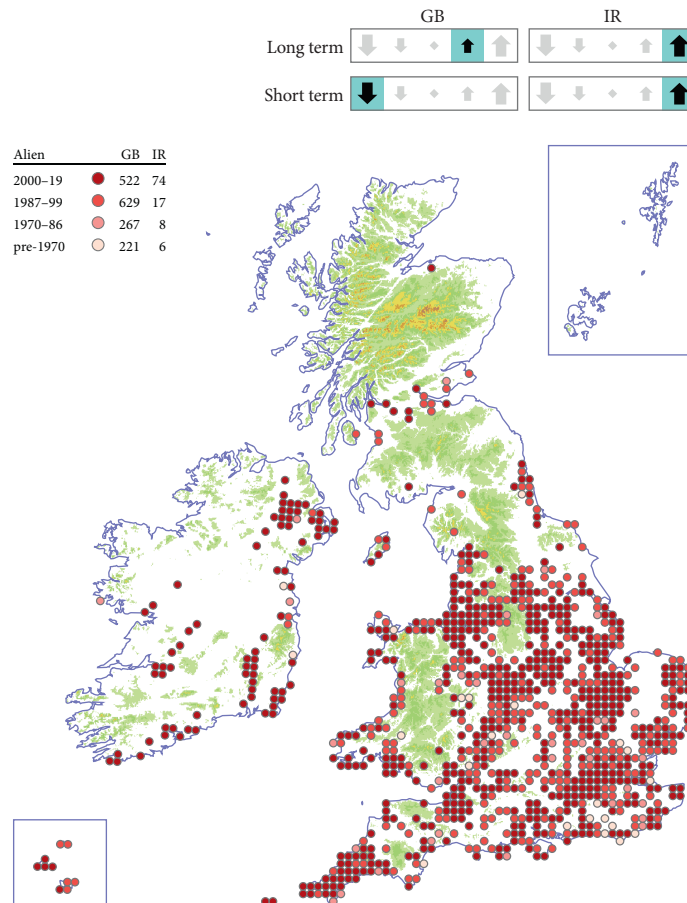 GB IR
Long term
Short term
Alien GB IR
2000–19 522 74
1987–99 629 17
1970–86 267 8
pre-1970 221 6